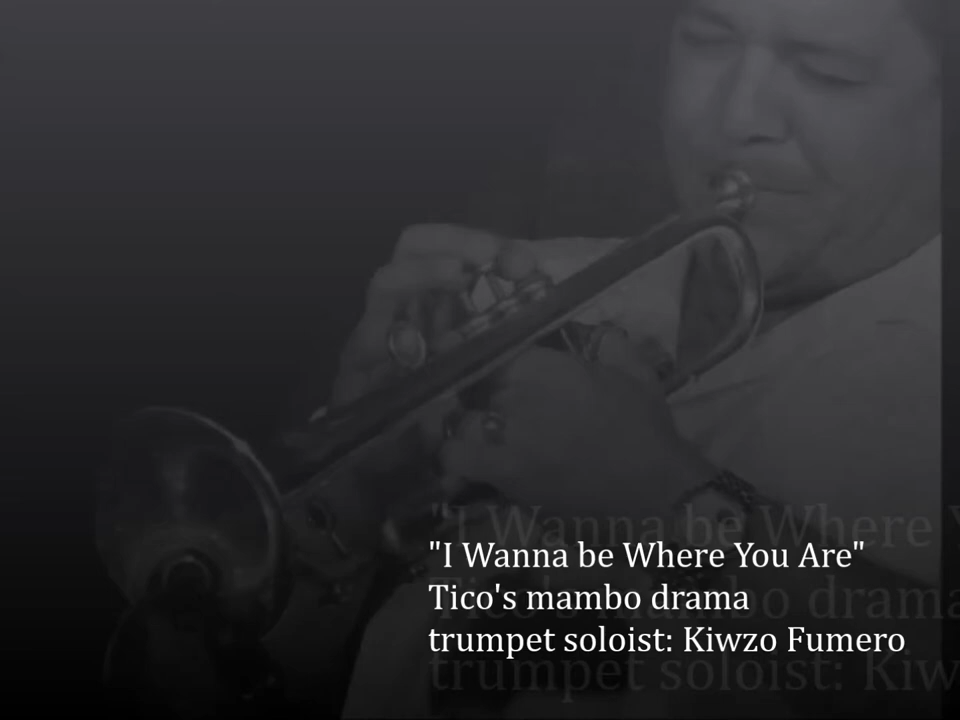 "I Wanna be Where You Are"
Tico's mambo drama
trumpet soloist: Kiwzo Fumero